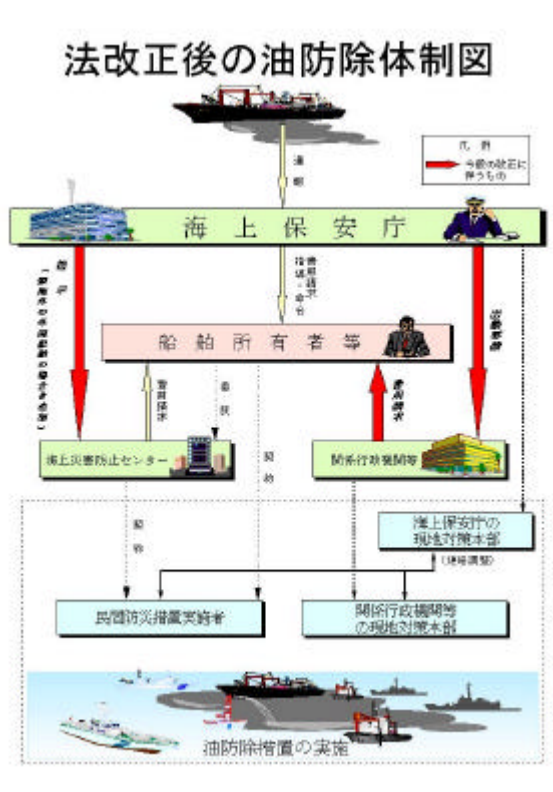 法改正後の油防除体制図
凡例
今般の改正に
伴うもの
通報
海上保安庁
指示
費用請求
指導・命令
出動要請
船舶所有者等
費用請求
委託
費用請求
契約
海上災害防止センター
関係行政機関等
海上保安庁の
現地対策本部
契約
（連絡調整）
民間防災措置実施者
関係行政機関等
の現地対策本部
油防除措置の実施